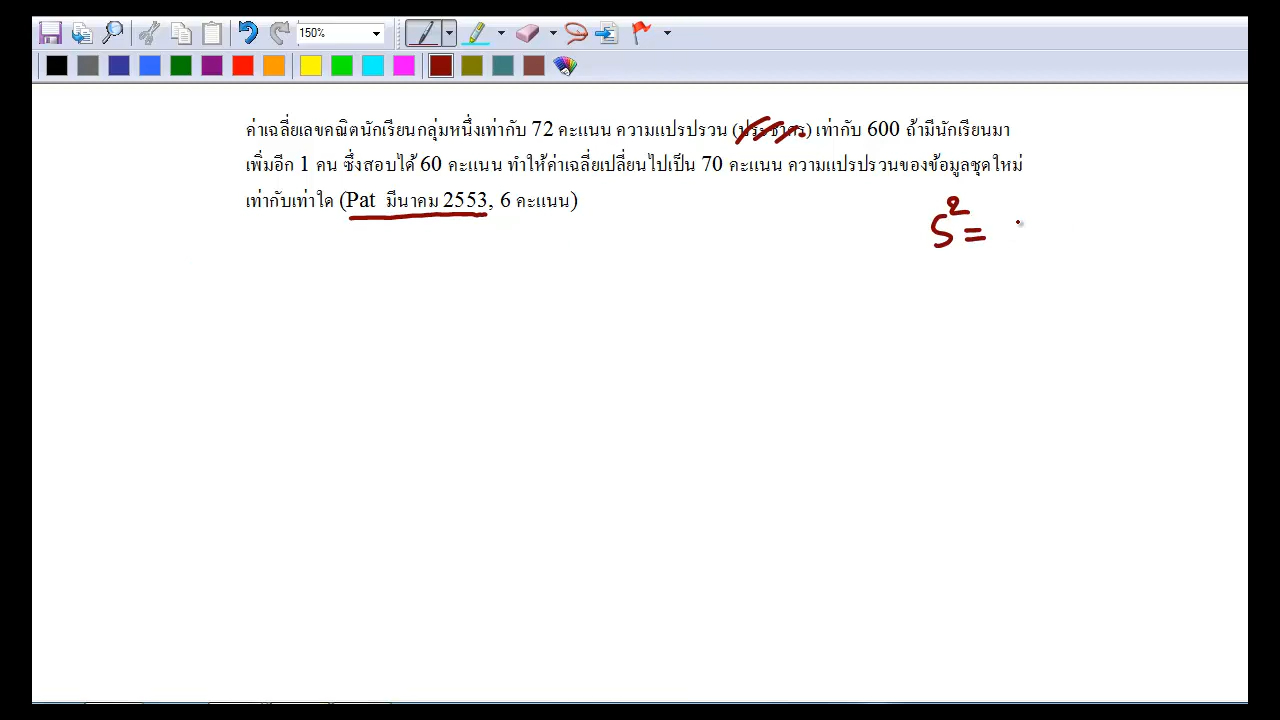 150%
ค่าเฉลี่ยเลขคณิตนักเรียนกลุ่มหนึ่งเท่ากับ 72 คะแนน ความแปรปรวน (ประชากร) เท่ากับ 600 ถ้ามีนักเรียนมา
เพิ่มอีก 1 คน ซึ่งสอบได้ 60 คะแนน ทำให้ค่าเฉลี่ยเปลี่ยนไปเป็น 70 คะแนน ความแปรปรวนของข้อมูลชุดใหม่
เท่ากับเท่าใด (Pat มีนาคม 2553, 6 คะแนน)
S² =